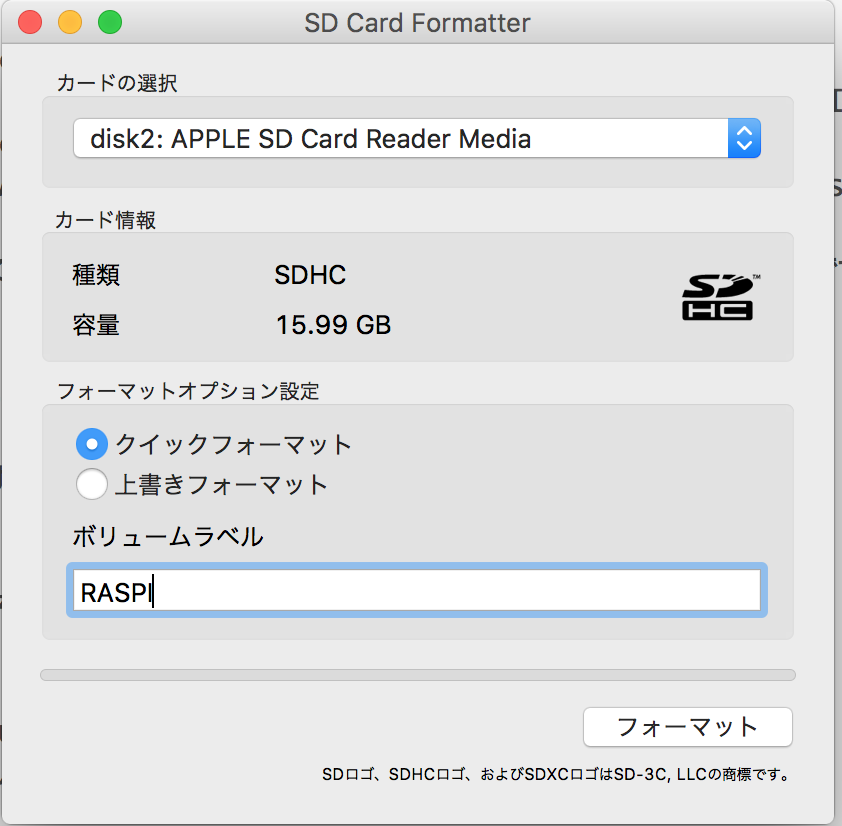 SD Card Formatter
カードの選択
disk2: APPLE SD Card Reader Media
カード情報
種類 SDHC
SD HC ™
容量 15.99 GB
フォーマットオプション設定
クイックフォーマット
上書きフォーマット
ボリュームラベル
RASPI
フォーマット
SDロゴ、SDHCロゴ、およびSDXCロゴはSD-3C, LLCの商標です。